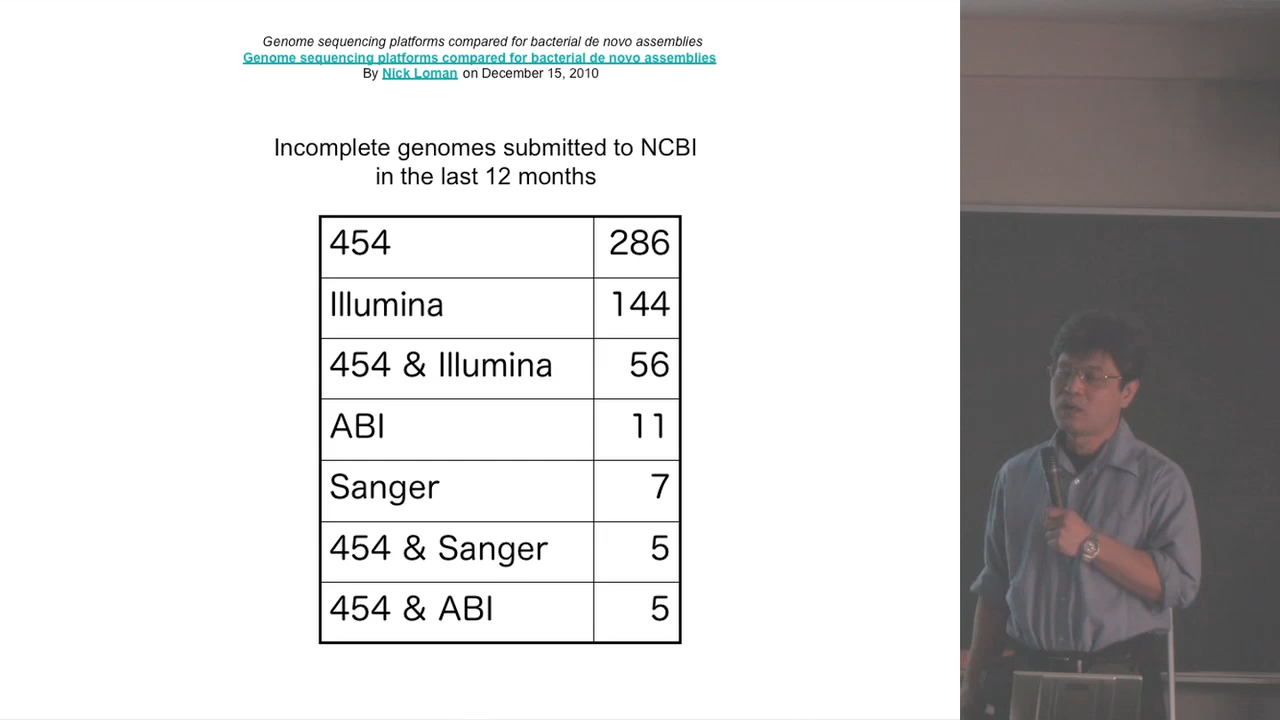 Genome sequencing platforms compared for bacterial de novo assemblies
Genome sequencing platforms compared for bacterial de novo assemblies
By Nick Loman on December 15, 2010
Incomplete genomes submitted to NCBI
in the last 12 months
454 286
Illumina 144
454 & Illumina 56
ABI 11
Sanger 7
454 & Sanger 5
454 & ABI 5